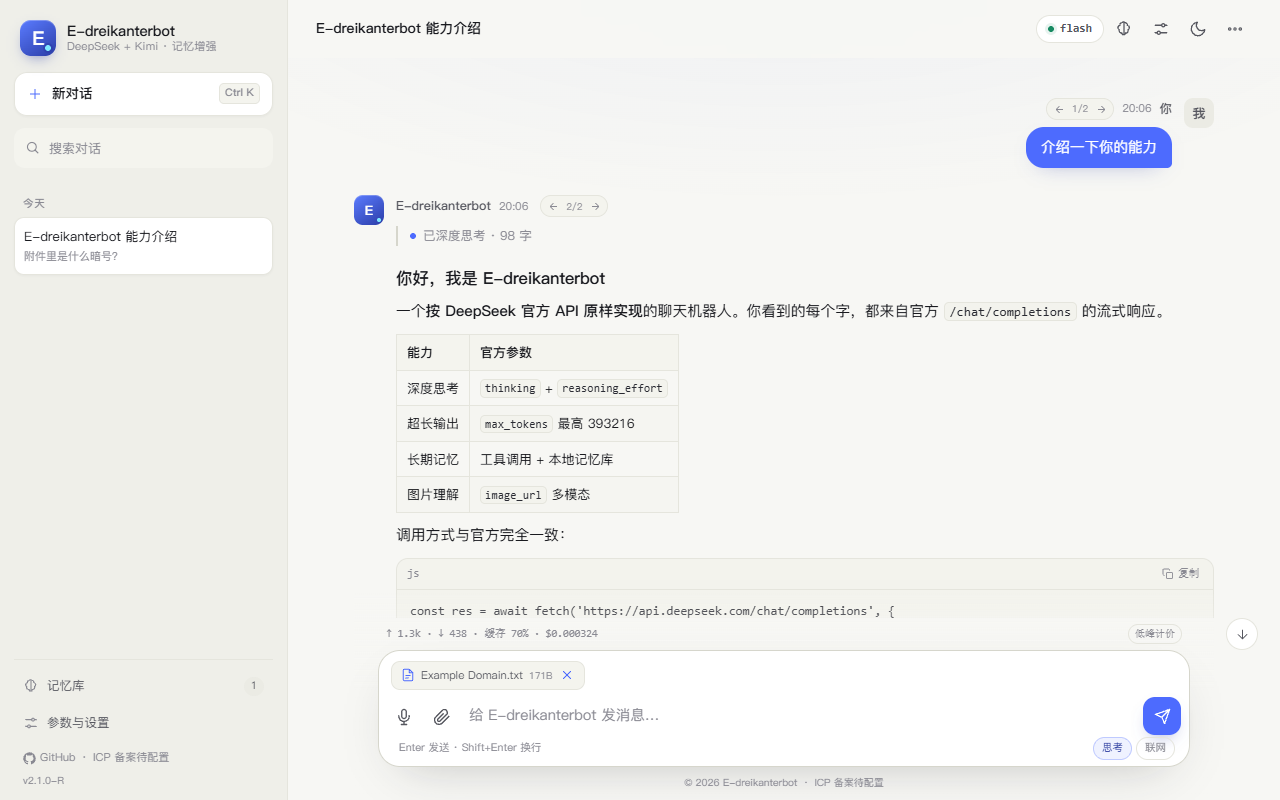 E
E-dreikanterbot
DeepSeek + Kimi · 记忆增强
新对话
Ctrl K
搜索对话
今天
E-dreikanterbot 能力介绍
附件里是什么暗号?
记忆库
1
参数与设置
GitHub · ICP 备案待配置
v2.1.0-R
E-dreikanterbot 能力介绍
flash
← 1/2 →
20:06 你
我
介绍一下你的能力
E
E-dreikanterbot 20:06
← 2/2 →
已深度思考 · 98 字
你好，我是 E-dreikanterbot
一个按 DeepSeek 官方 API 原样实现的聊天机器人。你看到的每个字，都来自官方 /chat/completions 的流式响应。
能力 官方参数
深度思考 thinking + reasoning_effort
超长输出 max_tokens 最高 393216
长期记忆 工具调用 + 本地记忆库
图片理解 image_url 多模态
调用方式与官方完全一致：
js
复制
const res = await fetch('https://api.deepseek.com/chat/completions', {
↑ 1.3k · ↓ 438 · 缓存 70% · $0.000324
低峰计价
Example Domain.txt 171B
给 E-dreikanterbot 发消息…
Enter 发送 · Shift+Enter 换行
思考
联网
© 2026 E-dreikanterbot · ICP 备案待配置